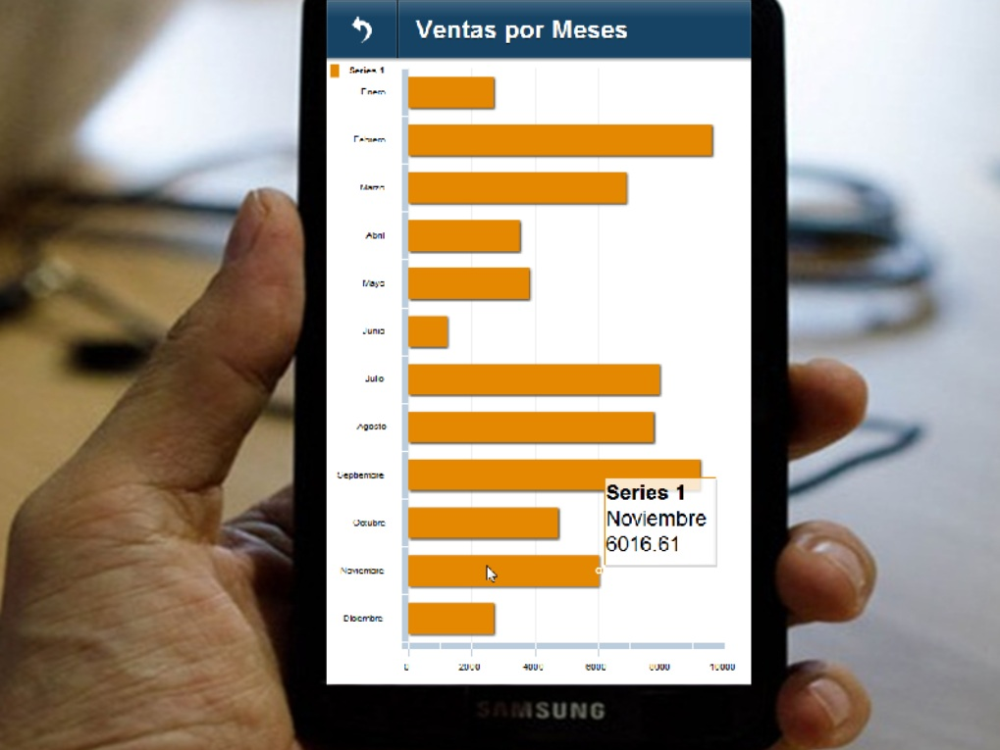 Ventas por Meses
Series 1
Enero
Febrero
Marzo
Abril
Mayo
Junio
Julio
Agosto
Septiembre
Series 1
Noviembre
6016.61
Octubre
Noviembre
Diciembre
0 2000 4000 6000 8000 10000
SAMSUNG